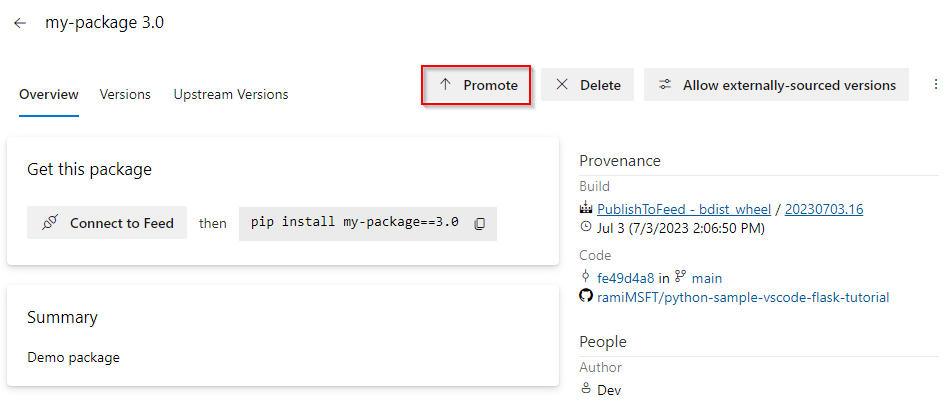 my-package 3.0
Overview
Versions
Upstream Versions
Promote
Delete
Allow externally-sourced versions
Get this package
Connect to Feed
then
pip install my-package==3.0
Summary
Demo package
Provenance
Build
PublishToFeed - bdist_wheel / 20230703.16
Jul 3 (7/3/2023 2:06:50 PM)
Code
fe49d4a8 in main
ramiMSFT/python-sample-vscode-flask-tutorial
People
Author
Dev